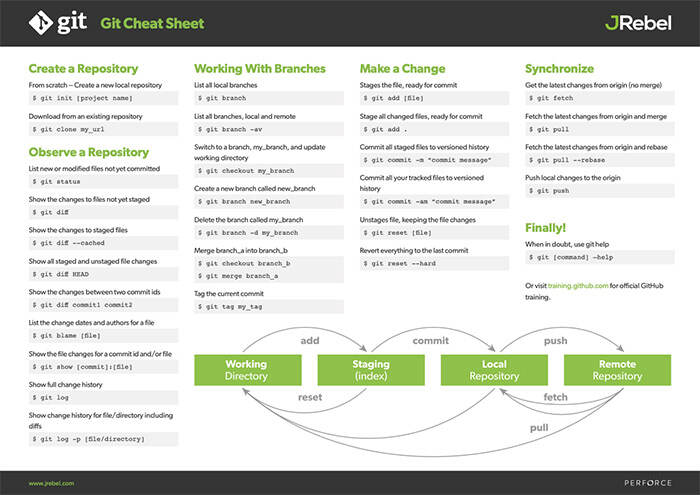 git
Git Cheat Sheet
JRebel
Create a Repository
From scratch – Create a new local repository
$ git init [project name]
Download from an existing repository
$ git clone my_url
Observe a Repository
List new or modified files not yet committed
$ git status
Show the changes to files not yet staged
$ git diff
Show the changes to staged files
$ git diff --cached
Show all staged and unstaged file changes
$ git diff HEAD
Show the changes between two commit ids
$ git diff commit1 commit2
List the change dates and authors for a file
$ git blame [file]
Show the file changes for a commit id and/or file
$ git show [commit]:[file]
Show full change history
$ git log
Show change history for file/directory including
diffs
$ git log -p [file/directory]
Working With Branches
List all local branches
$ git branch
List all branches, local and remote
$ git branch -av
Switch to a branch, my_branch, and update
working directory
$ git checkout my_branch
Create a new branch called new_branch
$ git branch new_branch
Delete the branch called my_branch
$ git branch -d my_branch
Merge branch_a into branch_b
$ git checkout branch_b
$ git merge branch_a
Tag the current commit
$ git tag my_tag
Make a Change
Stages the file, ready for commit
$ git add [file]
Stage all changed files, ready for commit
$ git add .
Commit all staged files to versioned history
$ git commit -m "commit message"
Commit all your tracked files to versioned
history
$ git commit -am "commit message"
Unstages file, keeping the file changes
$ git reset [file]
Revert everything to the last commit
$ git reset --hard
Synchronize
Get the latest changes from origin (no merge)
$ git fetch
Fetch the latest changes from origin and merge
$ git pull
Fetch the latest changes from origin and rebase
$ git pull --rebase
Push local changes to the origin
$ git push
Finally!
When in doubt, use git help
$ git [command] —help
Or visit training.github.com for official GitHub
training.
add
commit
push
Working
Directory
Staging
(index)
Local
Repository
Remote
Repository
reset
fetch
pull
www.jrebel.com
PERFORCE